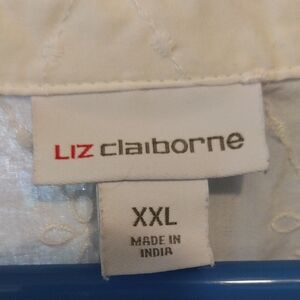 LIZ claiborne
XXL
MADE IN
INDIA